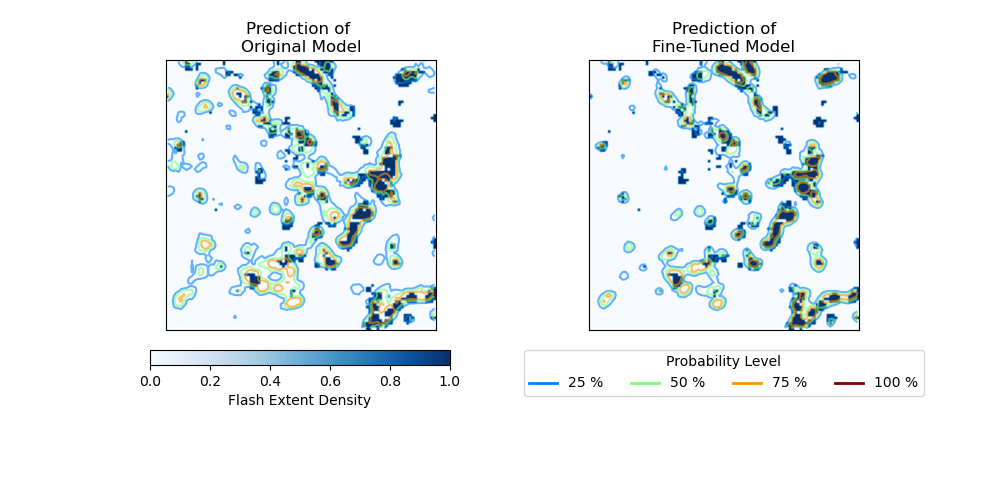 Prediction of
Original Model
Prediction of
Fine-Tuned Model
0.0 0.2 0.4 0.6 0.8 1.0
Flash Extent Density
Probability Level
25 % 50 % 75 % 100 %